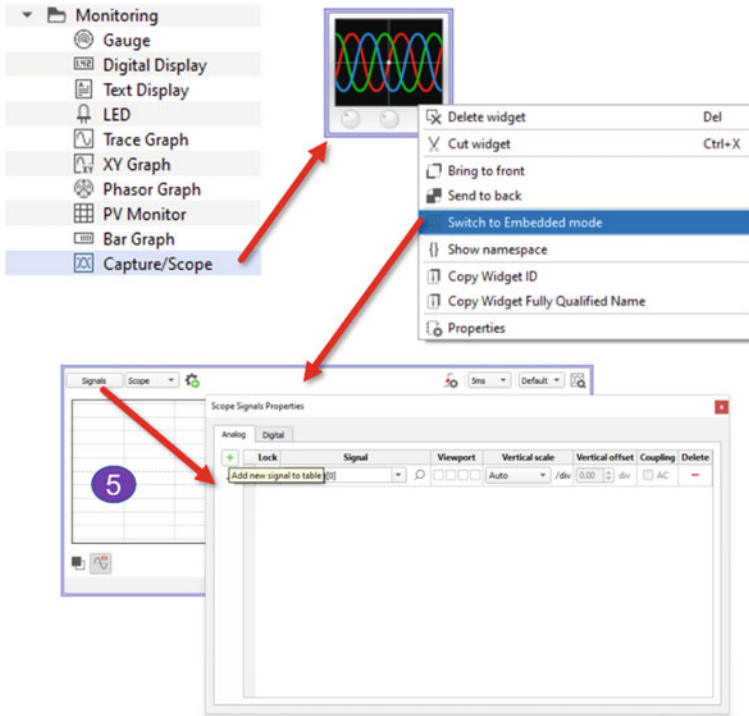 Monitoring
Gauge
Digital Display
Text Display
LED
Trace Graph
XY Graph
Phasor Graph
PV Monitor
Bar Graph
Capture/Scope
Delete widget Del
Cut widget Ctrl+X
Bring to front
Send to back
Switch to Embedded mode
{} Show namespace
Copy Widget ID
Copy Widget Fully Qualified Name
Properties
Signals Scope 5ms Default
Scope Signals Properties
Analog Digital
Lock Signal Viewport Vertical scale Vertical offset Coupling Delete
Add new signal to table [0] Auto /div 0.00 div AC
5